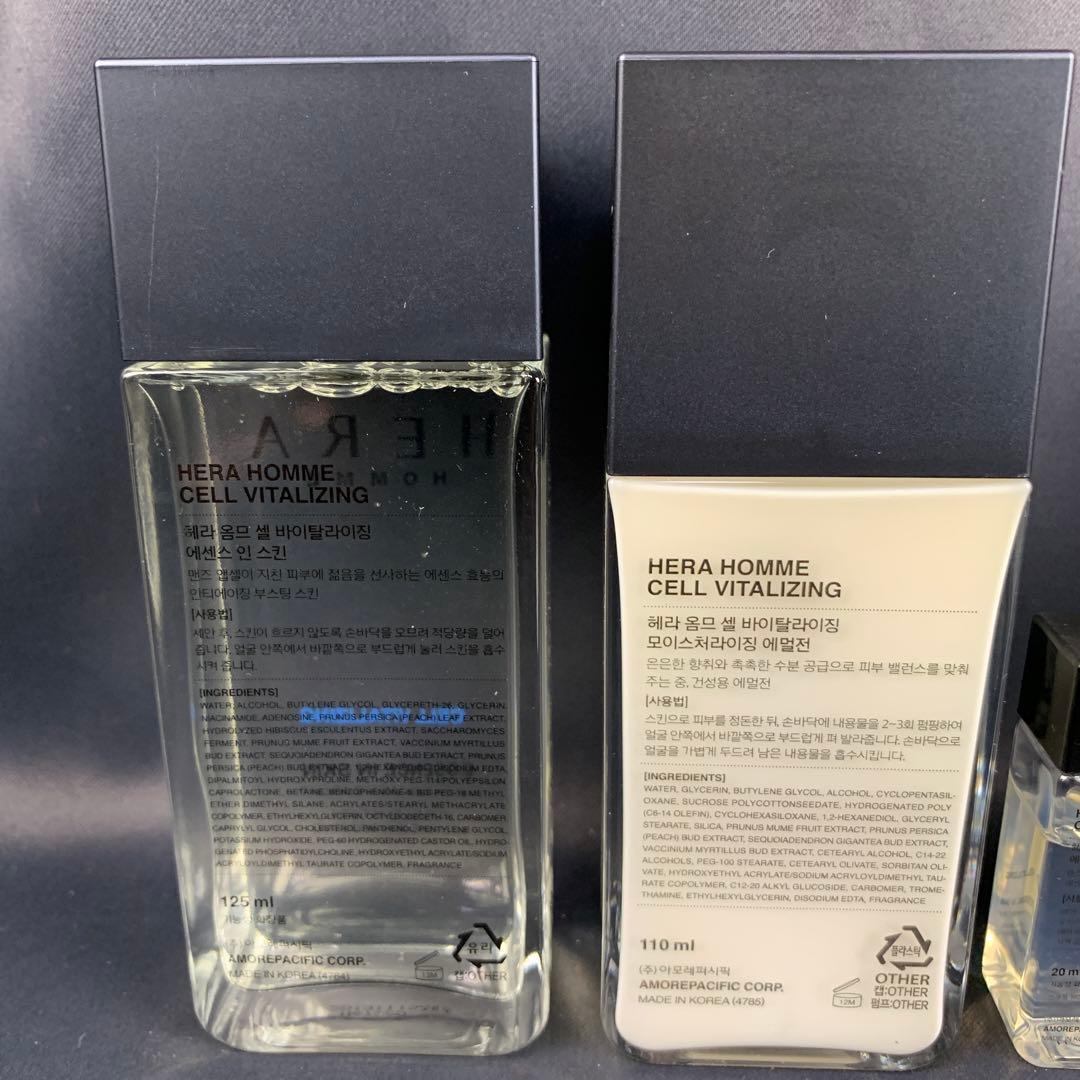 HERA
HOMME
HERA HOMME
CELL VITALIZING
헤라 옴므 셀 바이탈라이징
에센스 인 스킨
맨즈 앱셀이 지친 피부에 젊음을 선사하는 에센스 효능의
안티에이징 부스팅 스킨
[사용법]
세안 후, 스킨이 흐르지 않도록 손바닥을 오므려 적당량을 덜어
줍니다. 얼굴 안쪽에서 바깥쪽으로 부드럽게 눌러 스킨을 흡수
시켜 줍니다.
[INGREDIENTS]
WATER, ALCOHOL, BUTYLENE GLYCOL, GLYCERETH-26, GLYCERIN,
NIACINAMIDE, ADENOSINE, PRUNUS PERSICA (PEACH) LEAF EXTRACT,
HYDROLYZED HIBISCUS ESCULENTUS EXTRACT, SACCHAROMYCES
FERMENT, PRUNUS MUME FRUIT EXTRACT, VACCINIUM MYRTILLUS
BUD EXTRACT, SEQUOIADENDRON GIGANTEA BUD EXTRACT, PRUNUS
PERSICA (PEACH) BUD EXTRACT, DISODIUM EDTA,
DIPALMITOYL HYDROXYPROLINE, METHOXY PEG-114/POLYEPSILON
CAPROLACTONE, BETAINE, BENZOPHENONE-5, BIS-PEG-18 METHYL
ETHER DIMETHYL SILANE, ACRYLATES/STEARYL METHACRYLATE
COPOLYMER, ETHYLHEXYLGLYCERIN, OCTYLDODECETH-16, CARBOMER,
CAPRYLYL GLYCOL, CHOLESTEROL, PANTHENOL, PENTYLENE GLYCOL,
POTASSIUM HYDROXIDE, PEG-60 HYDROGENATED CASTOR OIL, HYDRO-
GENATED PHOSPHATIDYLCHOLINE, HYDROXYETHYL ACRYLATE/SODIUM
ACRYLOYLDIMETHYL TAURATE COPOLYMER, FRAGRANCE
125 ml
기능성 화장품
(주)아모레퍼시픽
AMOREPACIFIC CORP.
MADE IN KOREA (4784)
12M
유리
캡:OTHER
HERA HOMME
CELL VITALIZING
헤라 옴므 셀 바이탈라이징
모이스처라이징 에멀전
은은한 향취와 촉촉한 수분 공급으로 피부 밸런스를 맞춰
주는 중, 건성용 에멀전
[사용법]
스킨으로 피부를 정돈한 뒤, 손바닥에 내용물을 2~3회 펌핑하여
얼굴 안쪽에서 바깥쪽으로 부드럽게 펴 발라줍니다. 손바닥으로
얼굴을 가볍게 두드려 남은 내용물을 흡수시킵니다.
[INGREDIENTS]
WATER, GLYCERIN, BUTYLENE GLYCOL, ALCOHOL, CYCLOPENTASIL-
OXANE, SUCROSE POLYCOTTONSEEDATE, HYDROGENATED POLY
(C6-14 OLEFIN), CYCLOHEXASILOXANE, 1,2-HEXANEDIOL, GLYCERYL
STEARATE, SILICA, PRUNUS MUME FRUIT EXTRACT, PRUNUS PERSICA
(PEACH) BUD EXTRACT, SEQUOIADENDRON GIGANTEA BUD EXTRACT,
VACCINIUM MYRTILLUS BUD EXTRACT, CETEARYL ALCOHOL, C14-22
ALCOHOLS, PEG-100 STEARATE, CETEARYL OLIVATE, SORBITAN OLI-
VATE, HYDROXYETHYL ACRYLATE/SODIUM ACRYLOYLDIMETHYL TAU-
RATE COPOLYMER, C12-20 ALKYL GLUCOSIDE, CARBOMER, TROME-
THAMINE, ETHYLHEXYLGLYCERIN, DISODIUM EDTA, FRAGRANCE
110 ml
(주)아모레퍼시픽
AMOREPACIFIC CORP.
MADE IN KOREA (4785)
12M
플라스틱
OTHER
캡:OTHER
펌프:OTHER
20 m
AMOREPA
MADE IN KO